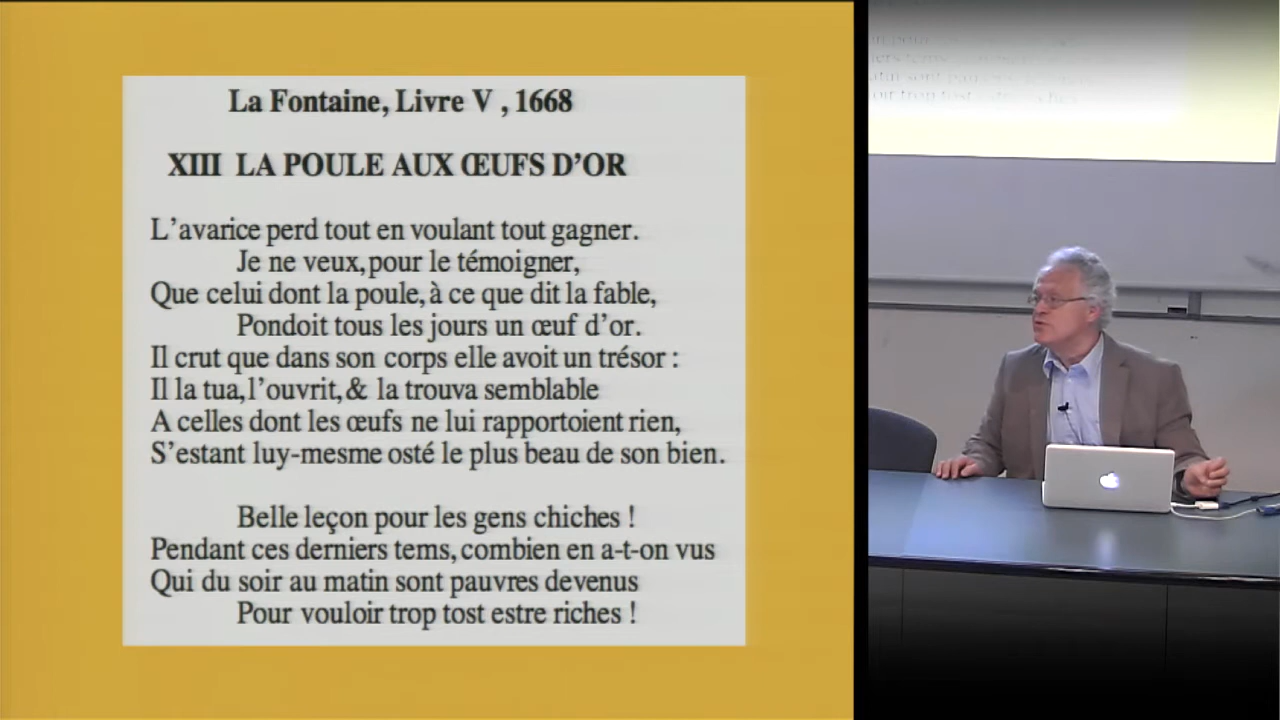 La Fontaine, Livre V , 1668
XIII LA POULE AUX ŒUFS D’OR
L’avarice perd tout en voulant tout gagner.
Je ne veux, pour le témoigner,
Que celui dont la poule, à ce que dit la fable,
Pondoit tous les jours un œuf d’or.
Il crut que dans son corps elle avoit un trésor :
Il la tua, l’ouvrit, & la trouva semblable
A celles dont les œufs ne lui rapportoient rien,
S’estant luy-mesme osté le plus beau de son bien.
Belle leçon pour les gens chiches !
Pendant ces derniers tems, combien en a-t-on vus
Qui du soir au matin sont pauvres devenus
Pour vouloir trop tost estre riches !